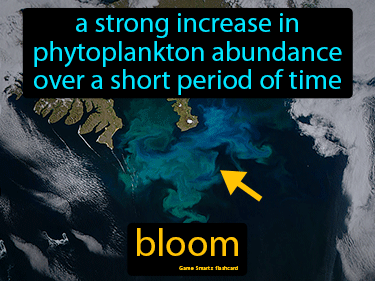 a strong increase in
phytoplankton abundance
over a short period of time
bloom
Game Smartz flashcard